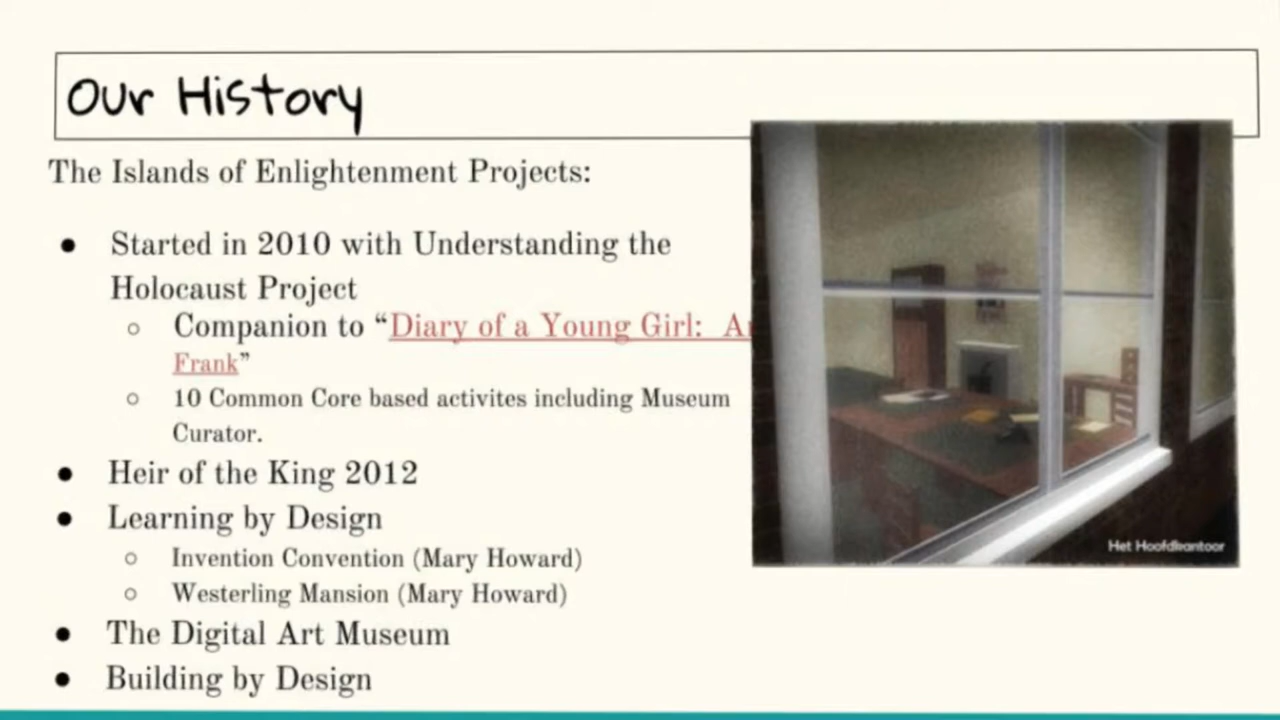 Our History
The Islands of Enlightenment Projects:
● Started in 2010 with Understanding the
Holocaust Project
○ Companion to “Diary of a Young Girl:
Frank”
○ 10 Common Core based activites including Museum
Curator.
● Heir of the King 2012
● Learning by Design
○ Invention Convention (Mary Howard)
○ Westerling Mansion (Mary Howard)
● The Digital Art Museum
● Building by Design
Het Hoofdkantoor